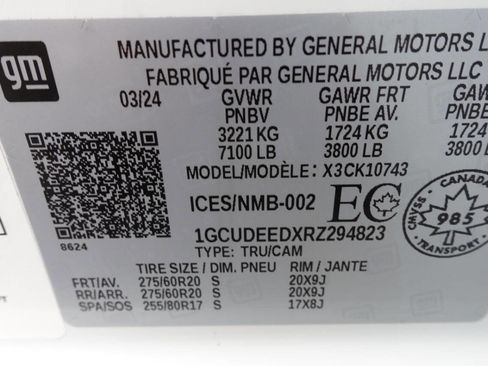 gm
MANUFACTURED BY GENERAL MOTORS L
FABRIQUÉ PAR GENERAL MOTORS LLC
03/24 GVWR GAWR FRT GAW
PNBV PNBE AV. PNBE
3221 KG 1724 KG 1724
7100 LB 3800 LB 3800
MODEL/MODÈLE: X3CK10743
ICES/NMB-002 EC
CANADA
CMVSS 985 NSVAC
TRANSPORT
8624
1GCUDEEDXRZ294823
TYPE: TRU/CAM
TIRE SIZE / DIM. PNEU RIM / JANTE
FRT/AV. 275/60R20 S 20X9J
RR/ARR. 275/60R20 S 20X9J
SPA/SOS 255/80R17 S 17X8J